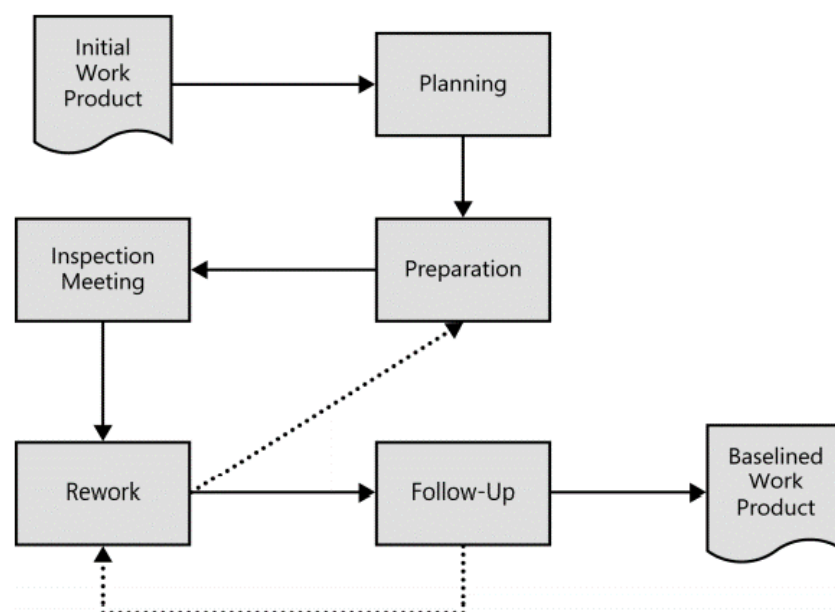 Initial
Work
Product
Planning
Inspection
Meeting
Preparation
Rework
Follow-Up
Baselined
Work
Product